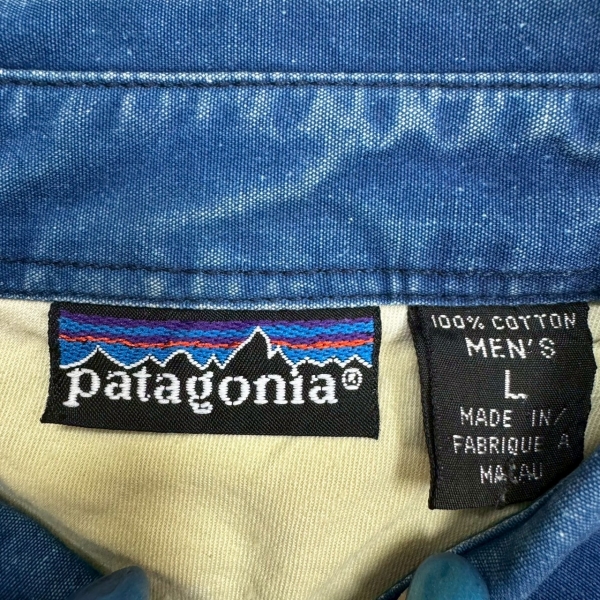 patagonia®
100% COTTON
MEN'S
L
MADE IN/
FABRIQUE A
MACAU